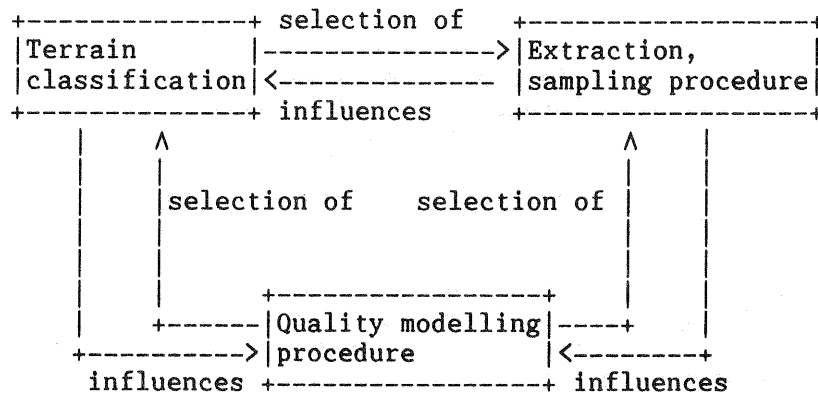 selection of
Terrain
classification
Extraction,
sampling procedure
influences
selection of
selection of
Quality modelling
procedure
influences
influences